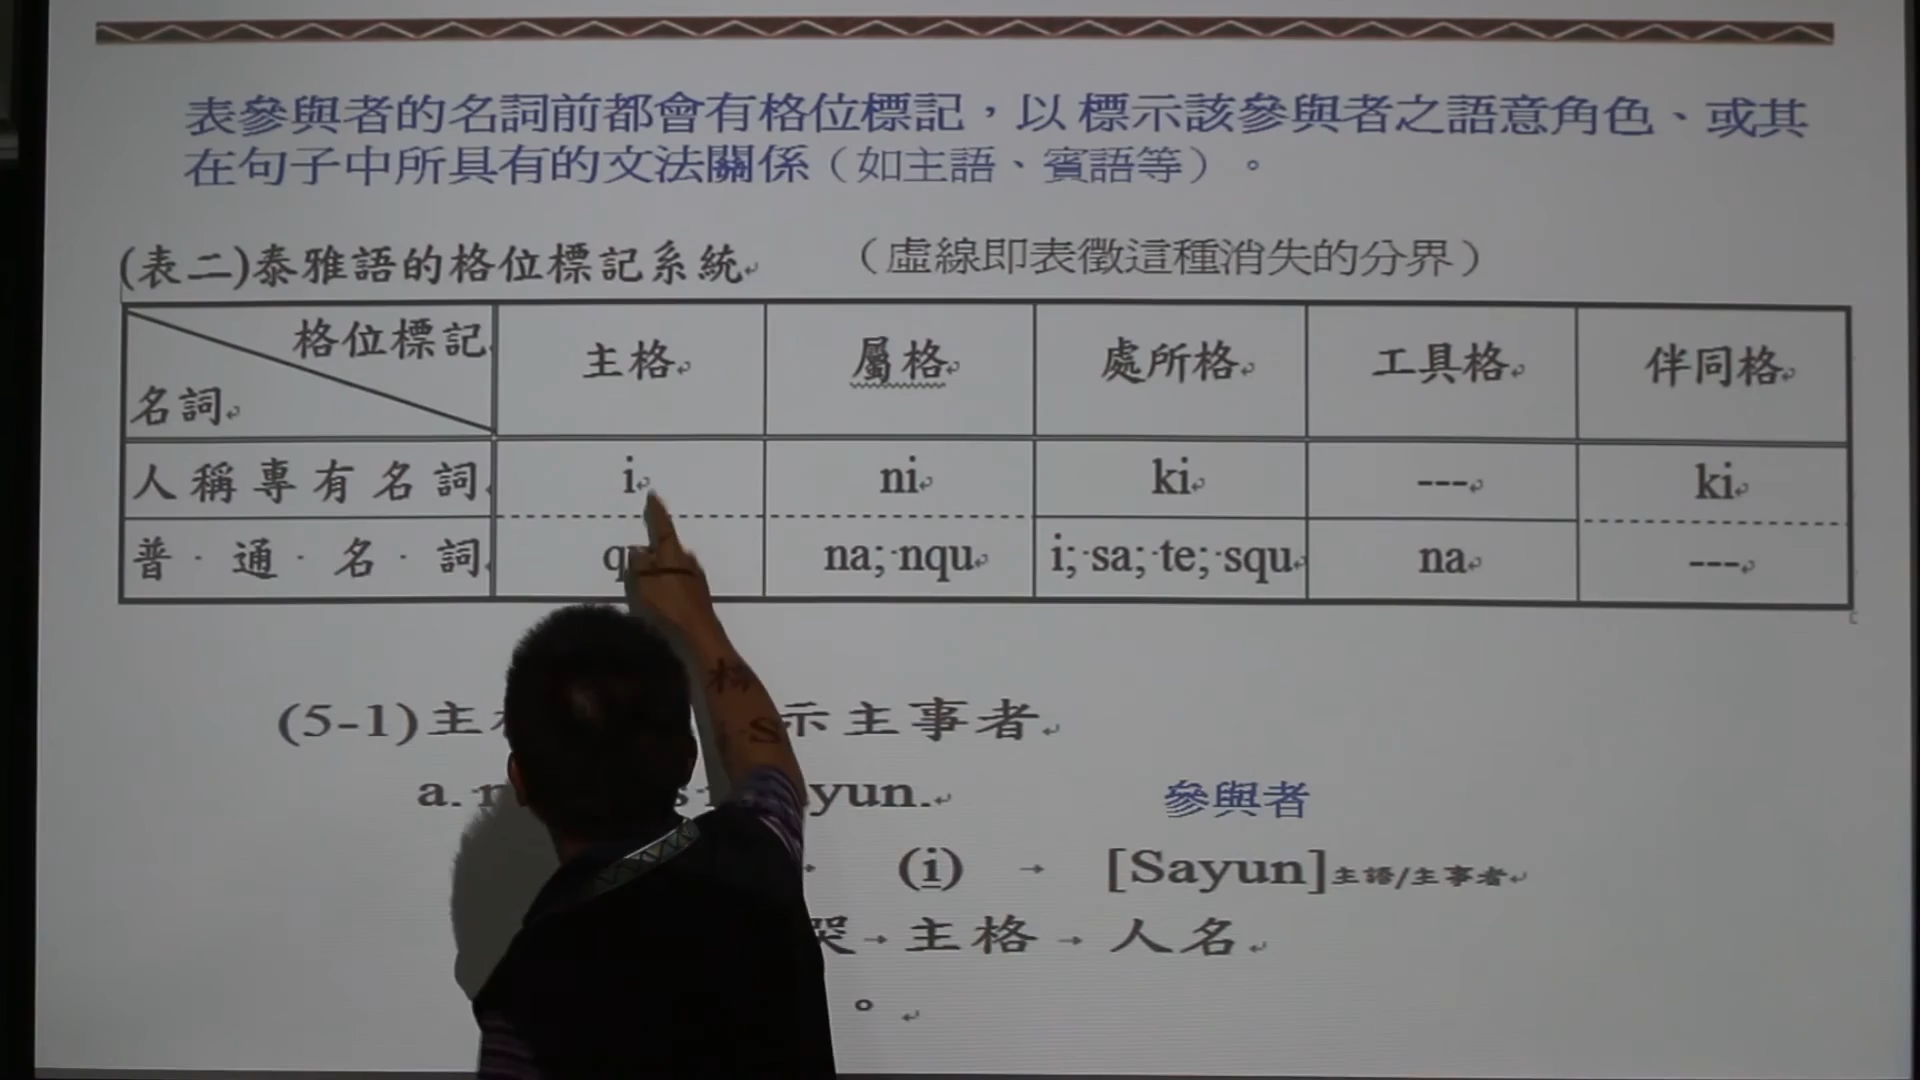 表參與者的名詞前都會有格位標記，以 標示該參與者之語意角色、或其
在句子中所具有的文法關係（如主語、賓語等）。
(表二)泰雅語的格位標記系統 （虛線即表徵這種消失的分界）
格位標記
名詞
主格 屬格 處所格 工具格 伴同格
人稱專有名詞 i ni ki --- ki
普通名詞 na; nqu i; sa; te; squ na ---
(5-1)主 示主事者
a. yun. 參與者
(i) → [Sayun]主語/主事者
哭→主格→人名
。